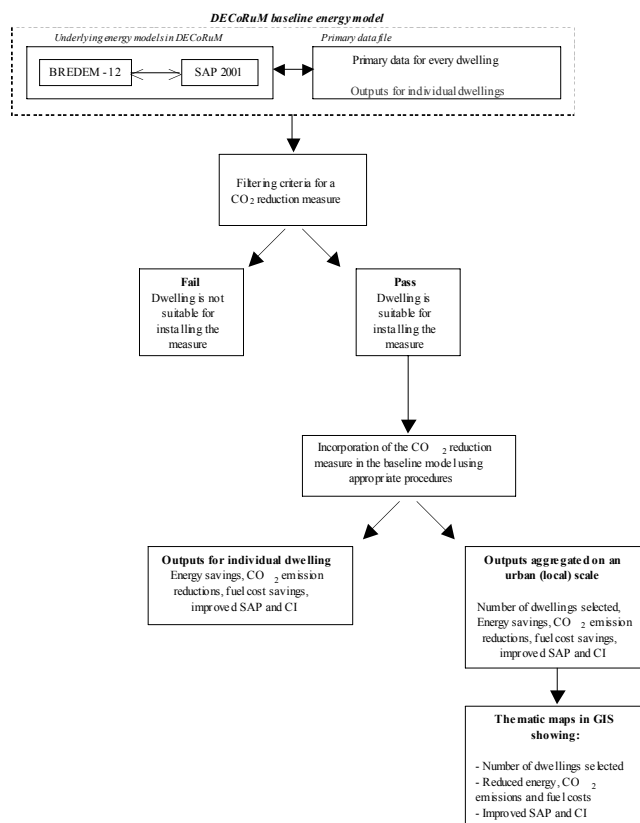 DECoRuM baseline energy model
Underlying energy models in DECoRuM
Primary data file
BREDEM - 12
SAP 2001
Primary data for every dwelling
Outputs for individual dwellings
Filtering criteria for a
CO2 reduction measure
Fail
Dwelling is not
suitable for
installing the
measure
Pass
Dwelling is
suitable for
installing the
measure
Incorporation of the CO2 reduction
measure in the baseline model using
appropriate procedures
Outputs for individual dwelling
Energy savings, CO2 emission
reductions, fuel cost savings,
improved SAP and CI
Outputs aggregated on an
urban (local) scale
Number of dwellings selected,
Energy savings, CO2 emission
reductions, fuel cost savings,
improved SAP and CI
Thematic maps in GIS
showing:
- Number of dwellings selected
- Reduced energy, CO2
emissions and fuel costs
- Improved SAP and CI